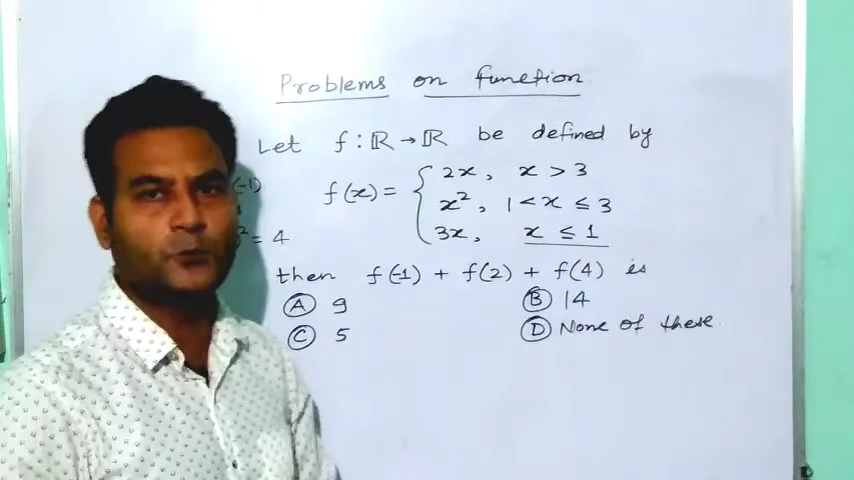 Problems on function
Let f : ℝ → ℝ be defined by
f(x) = { 2x, x > 3
x², 1 < x ≤ 3
3x, x ≤ 1
then f(-1) + f(2) + f(4) is
(A) 9 (B) 14
(C) 5 (D) None of these
(-1)
² = 4